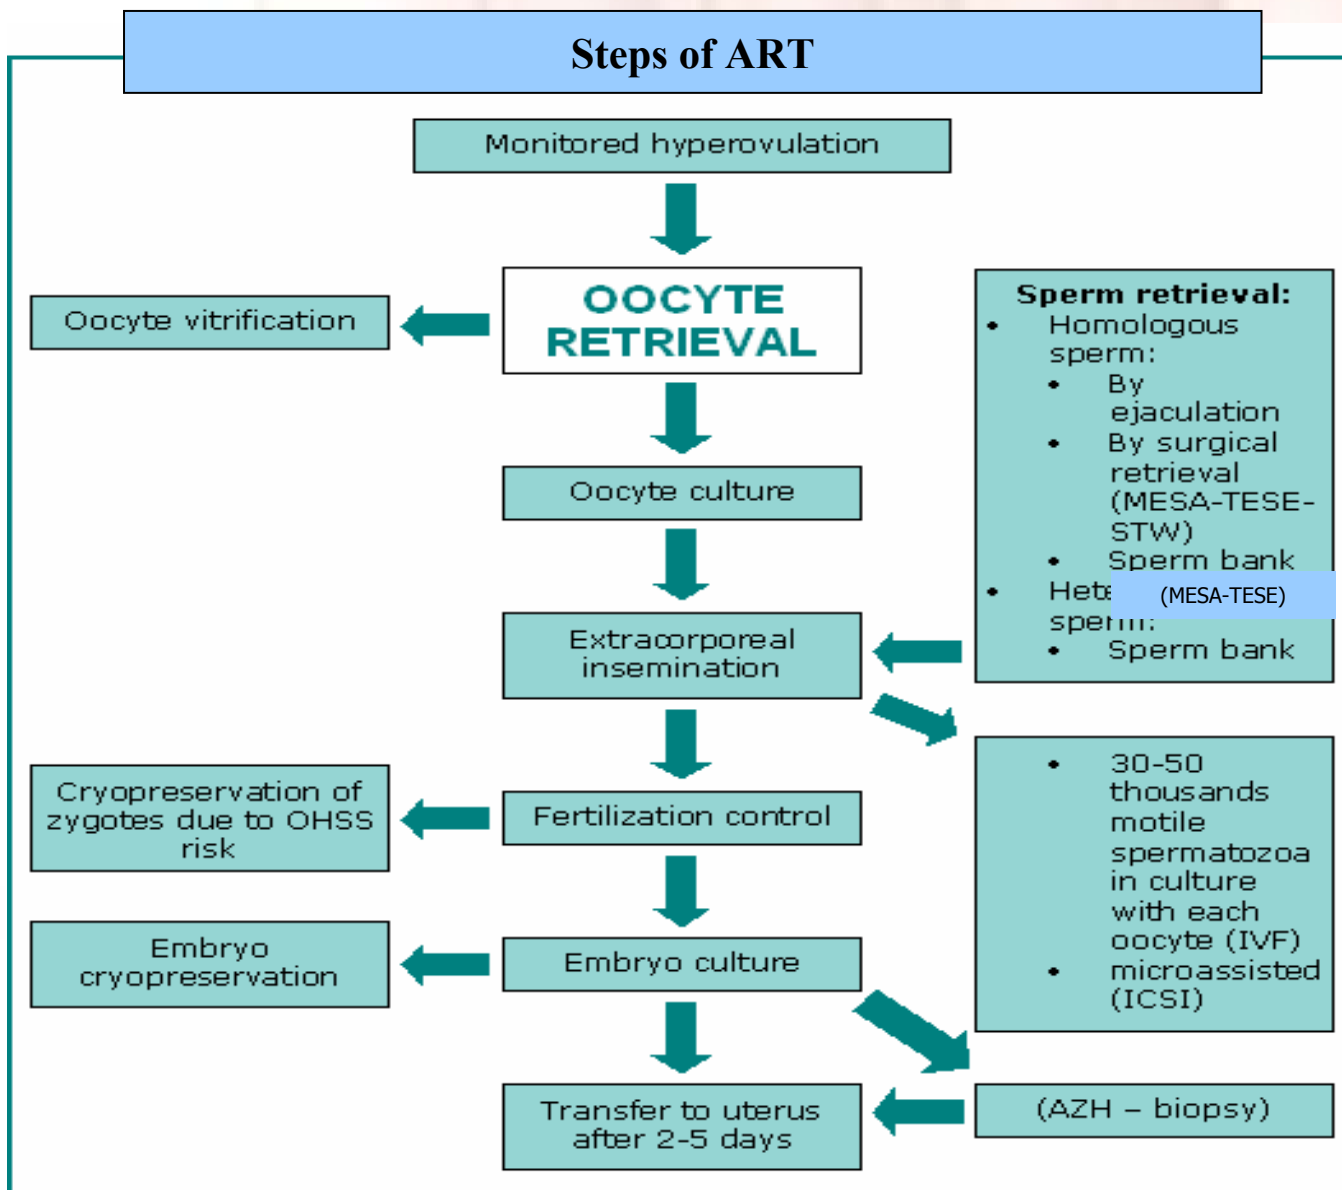 Steps of ART
Monitored hyperovulation
OOCYTE
RETRIEVAL
Oocyte vitrification
Sperm retrieval:
• Homologous
sperm:
• By
ejaculation
• By surgical
retrieval
(MESA-TESE-
STW)
• Sperm bank
•
(MESA-TESE)
sperm:
• Sperm bank
Oocyte culture
Extracorporeal
insemination
• 30-50
thousands
motile
spermatozoa
in culture
with each
oocyte (IVF)
• microassisted
(ICSI)
Cryopreservation of
zygotes due to OHSS
risk
Fertilization control
Embryo
cryopreservation
Embryo culture
Transfer to uterus
after 2-5 days
(AZH – biopsy)